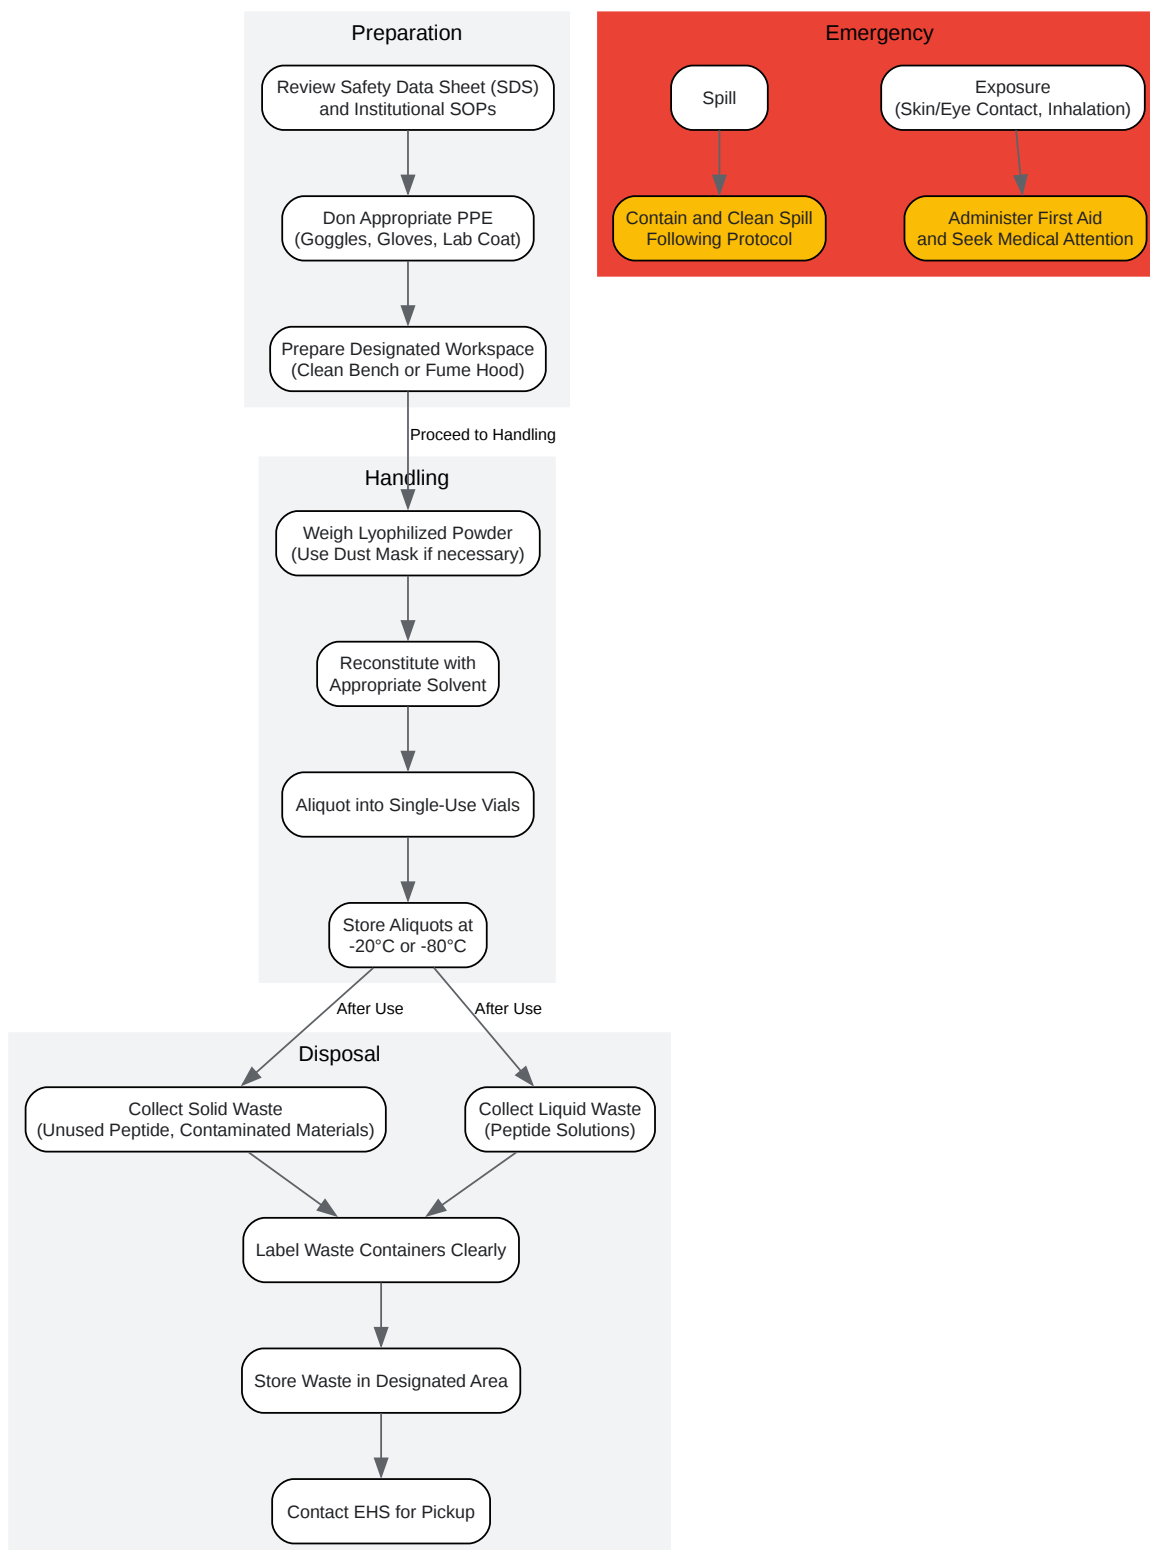 Preparation
Review Safety Data Sheet (SDS)
and Institutional SOPs
Don Appropriate PPE
(Goggles, Gloves, Lab Coat)
Prepare Designated Workspace
(Clean Bench or Fume Hood)
Proceed to Handling
Handling
Weigh Lyophilized Powder
(Use Dust Mask if necessary)
Reconstitute with
Appropriate Solvent
Aliquot into Single-Use Vials
Store Aliquots at
-20°C or -80°C
After Use
After Use
Disposal
Collect Solid Waste
(Unused Peptide, Contaminated Materials)
Collect Liquid Waste
(Peptide Solutions)
Label Waste Containers Clearly
Store Waste in Designated Area
Contact EHS for Pickup
Emergency
Spill
Contain and Clean Spill
Following Protocol
Exposure
(Skin/Eye Contact, Inhalation)
Administer First Aid
and Seek Medical Attention